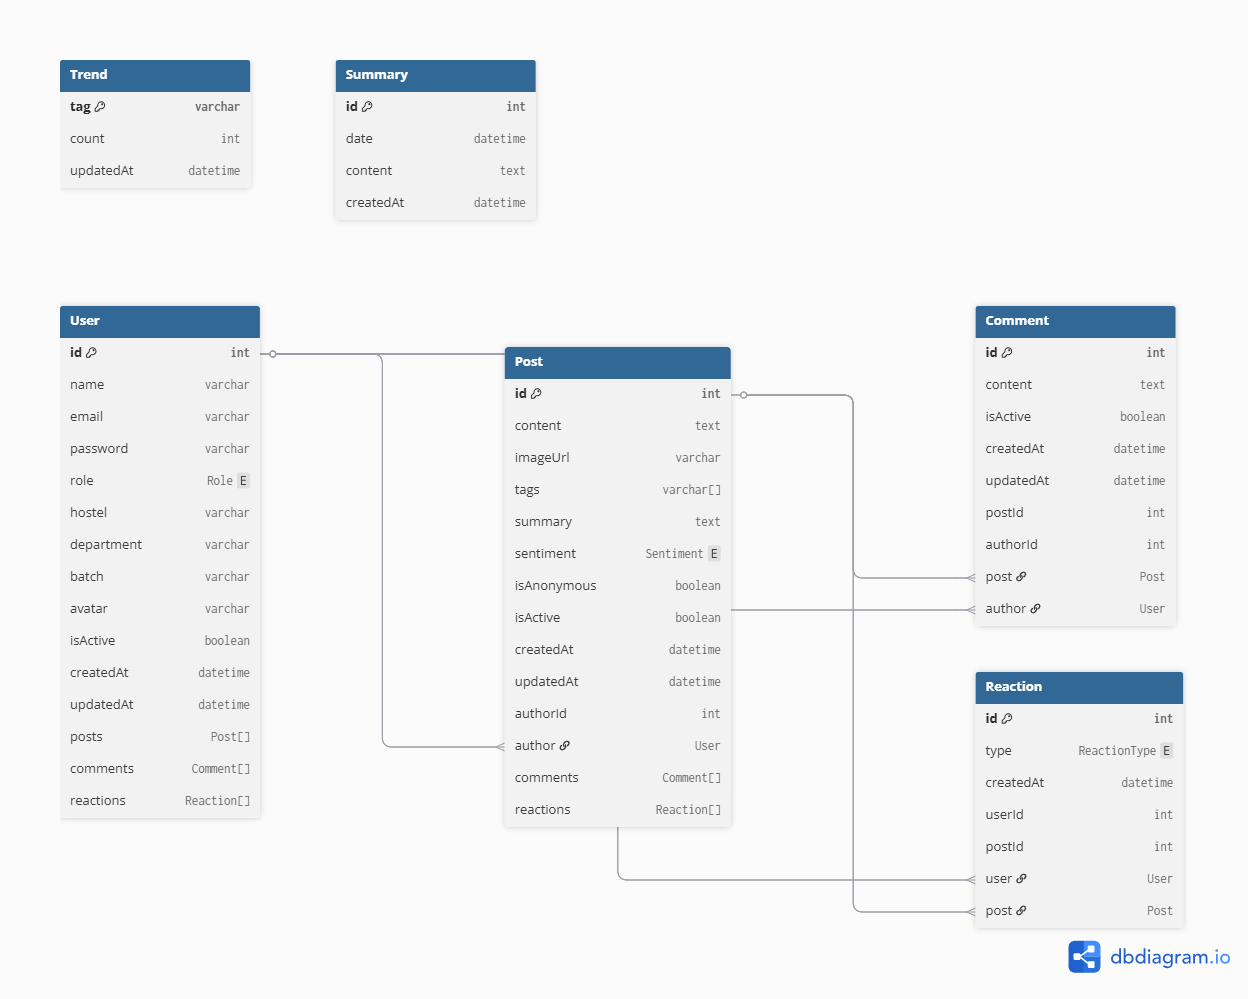 Trend
tag varchar
count int
updatedAt datetime
Summary
id int
date datetime
content text
createdAt datetime
User
id int
name varchar
email varchar
password varchar
role Role E
hostel varchar
department varchar
batch varchar
avatar varchar
isActive boolean
createdAt datetime
updatedAt datetime
posts Post[]
comments Comment[]
reactions Reaction[]
Post
id int
content text
imageUrl varchar
tags varchar[]
summary text
sentiment Sentiment E
isAnonymous boolean
isActive boolean
createdAt datetime
updatedAt datetime
authorId int
author User
comments Comment[]
reactions Reaction[]
Comment
id int
content text
isActive boolean
createdAt datetime
updatedAt datetime
postId int
authorId int
post Post
author User
Reaction
id int
type ReactionType E
createdAt datetime
userId int
postId int
user User
post Post
dbdiagram.io